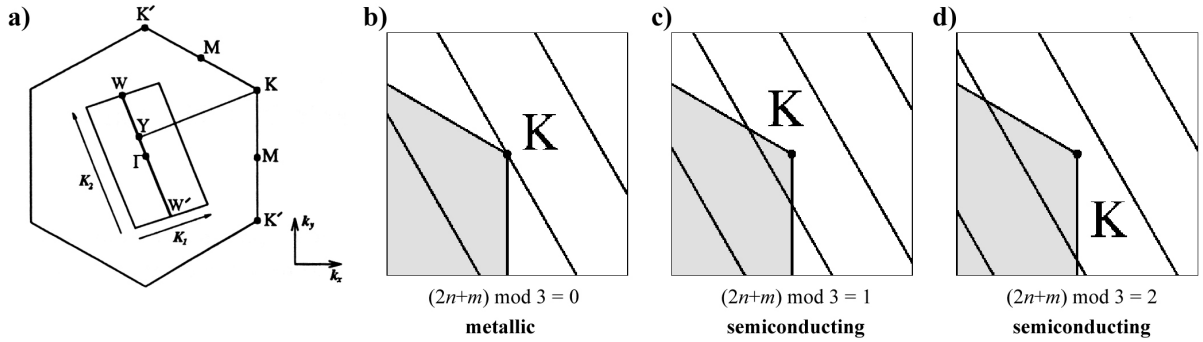 a)
K′
M
K
W
Y
Γ
M
K₂
W′
K₁
K′
k_y
k_x
b)
K
(2n+m) mod 3 = 0
metallic
c)
K
(2n+m) mod 3 = 1
semiconducting
d)
K
(2n+m) mod 3 = 2
semiconducting